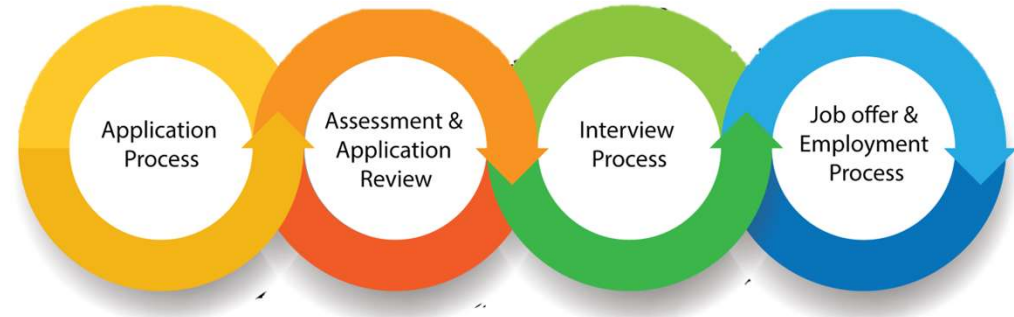 Application
Process
Assessment &
Application
Review
Interview
Process
Job offer &
Employment
Process